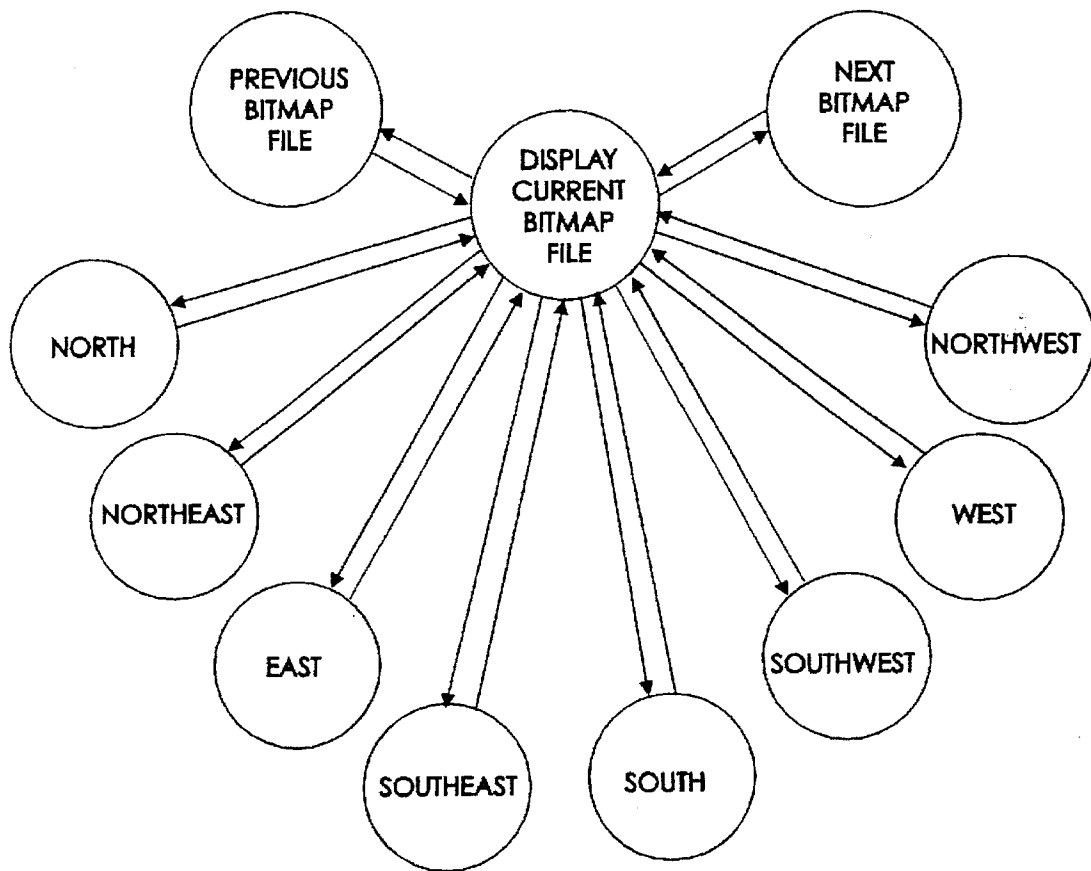 PREVIOUS
BITMAP
FILE
NEXT
BITMAP
FILE
DISPLAY
CURRENT
BITMAP
FILE
NORTH
NORTHWEST
NORTHEAST
WEST
EAST
SOUTHWEST
SOUTHEAST
SOUTH